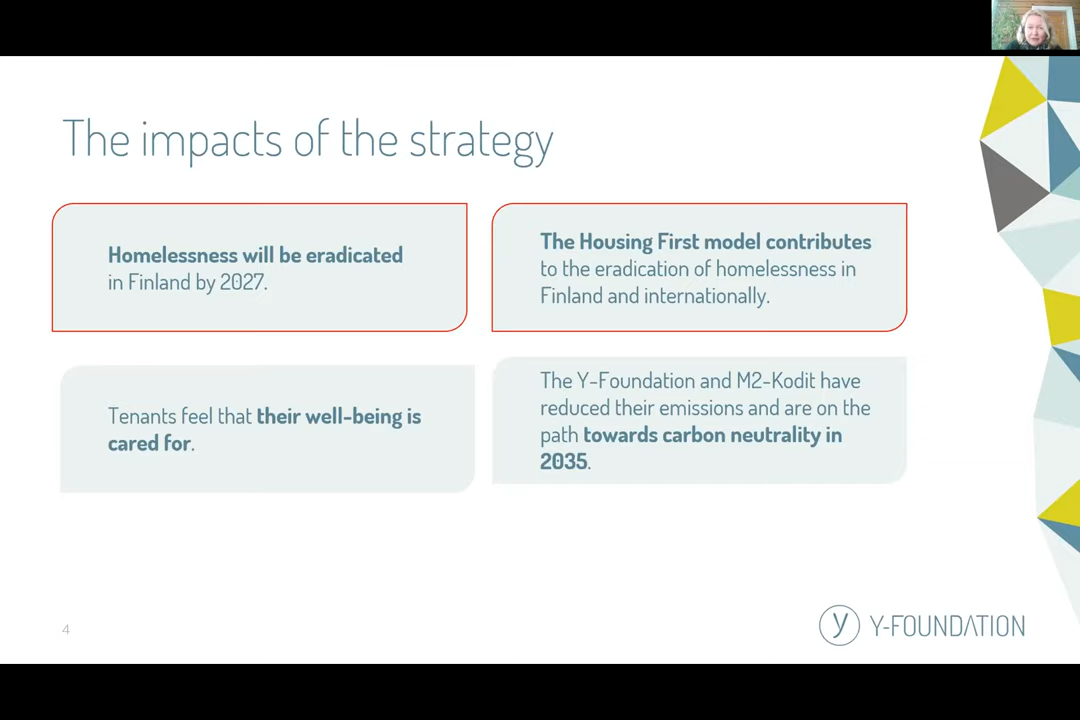 The impacts of the strategy
Homelessness will be eradicated
in Finland by 2027.
The Housing First model contributes
to the eradication of homelessness in
Finland and internationally.
Tenants feel that their well-being is
cared for.
The Y-Foundation and M2-Kodit have
reduced their emissions and are on the
path towards carbon neutrality in
2035.
4
y Y-FOUNDATION